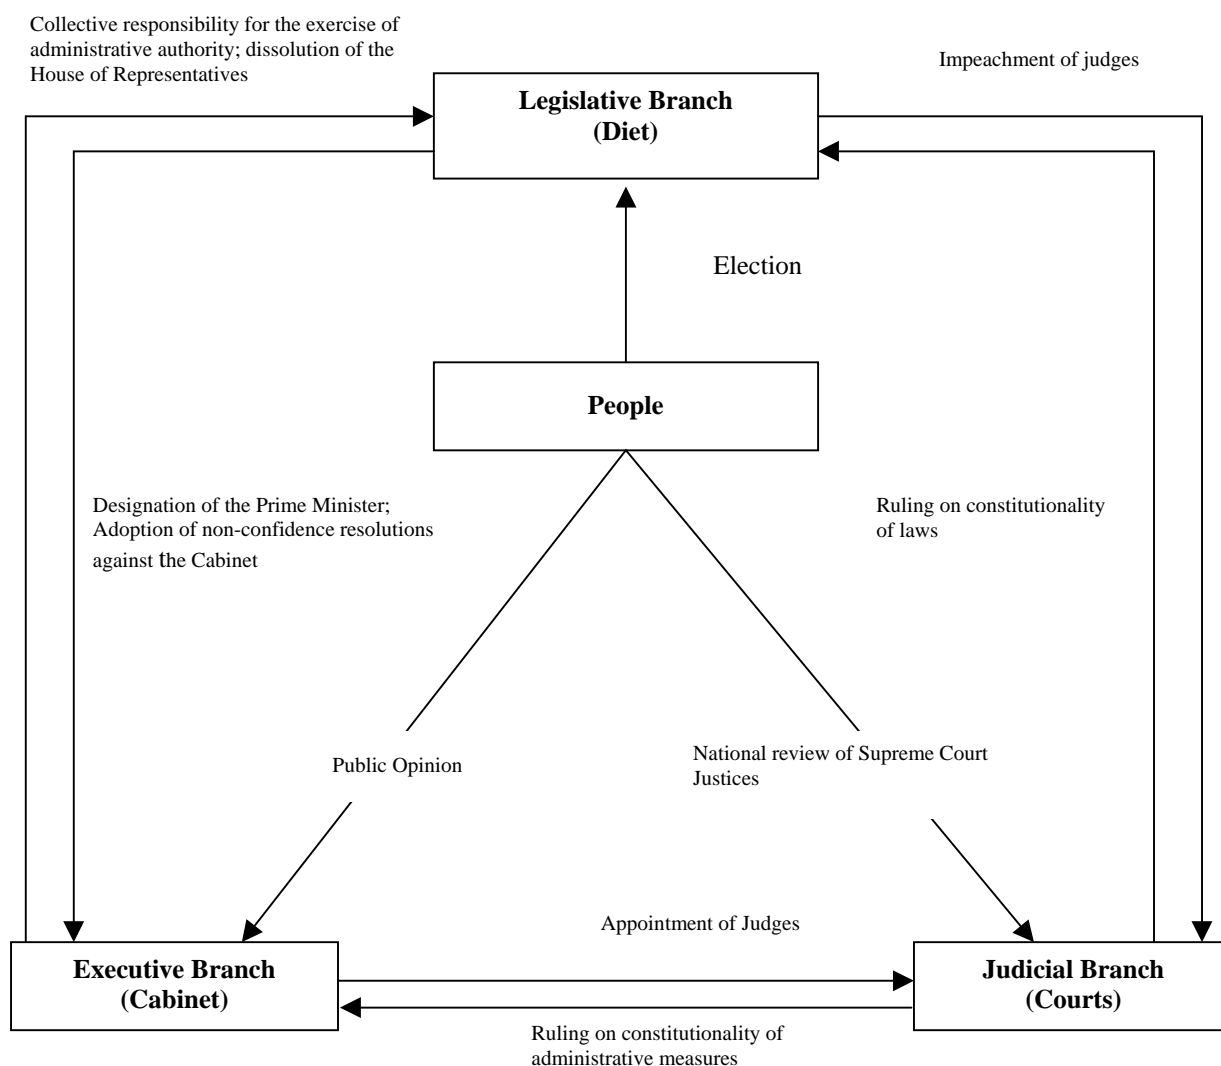 Collective responsibility for the exercise of
administrative authority; dissolution of the
House of Representatives
Impeachment of judges
Legislative Branch
(Diet)
Election
People
Designation of the Prime Minister;
Adoption of non-confidence resolutions
against the Cabinet
Ruling on constitutionality
of laws
Public Opinion
National review of Supreme Court
Justices
Appointment of Judges
Executive Branch
(Cabinet)
Judicial Branch
(Courts)
Ruling on constitutionality of
administrative measures